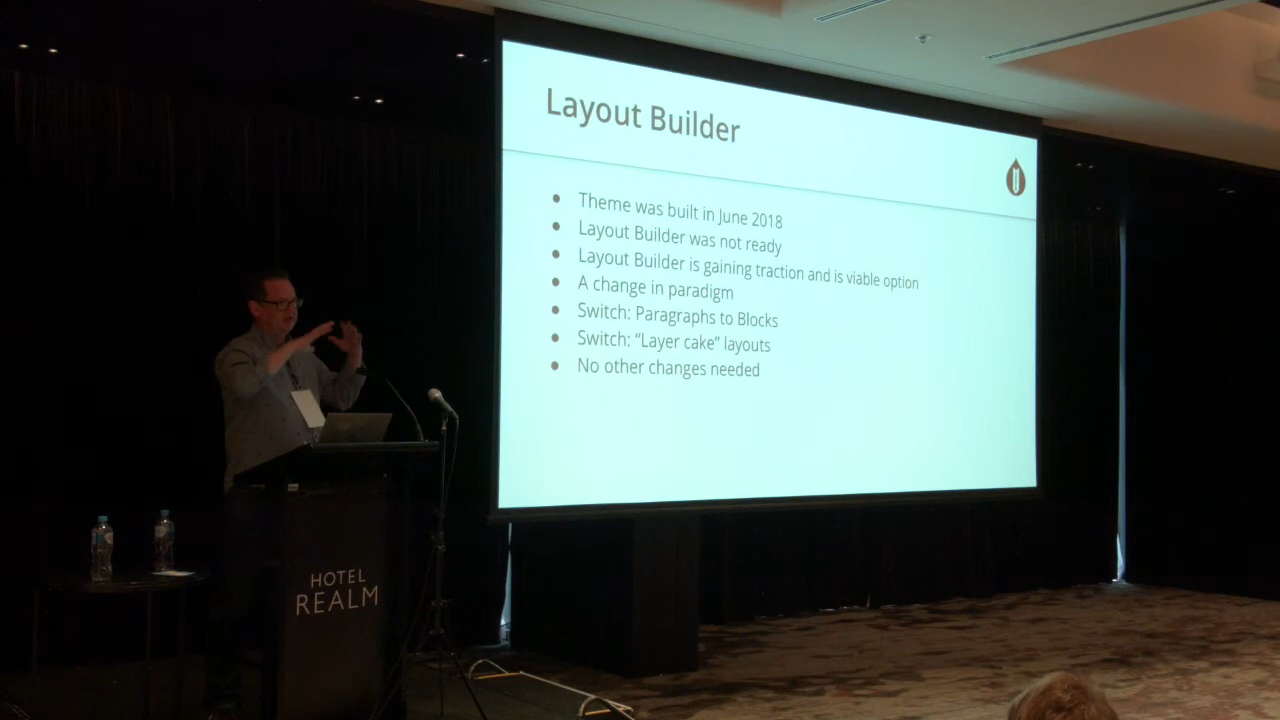 Layout Builder
Theme was built in June 2018
Layout Builder was not ready
Layout Builder is gaining traction and is viable option
A change in paradigm
Switch: Paragraphs to Blocks
Switch: “Layer cake” layouts
No other changes needed
HOTEL
REALM